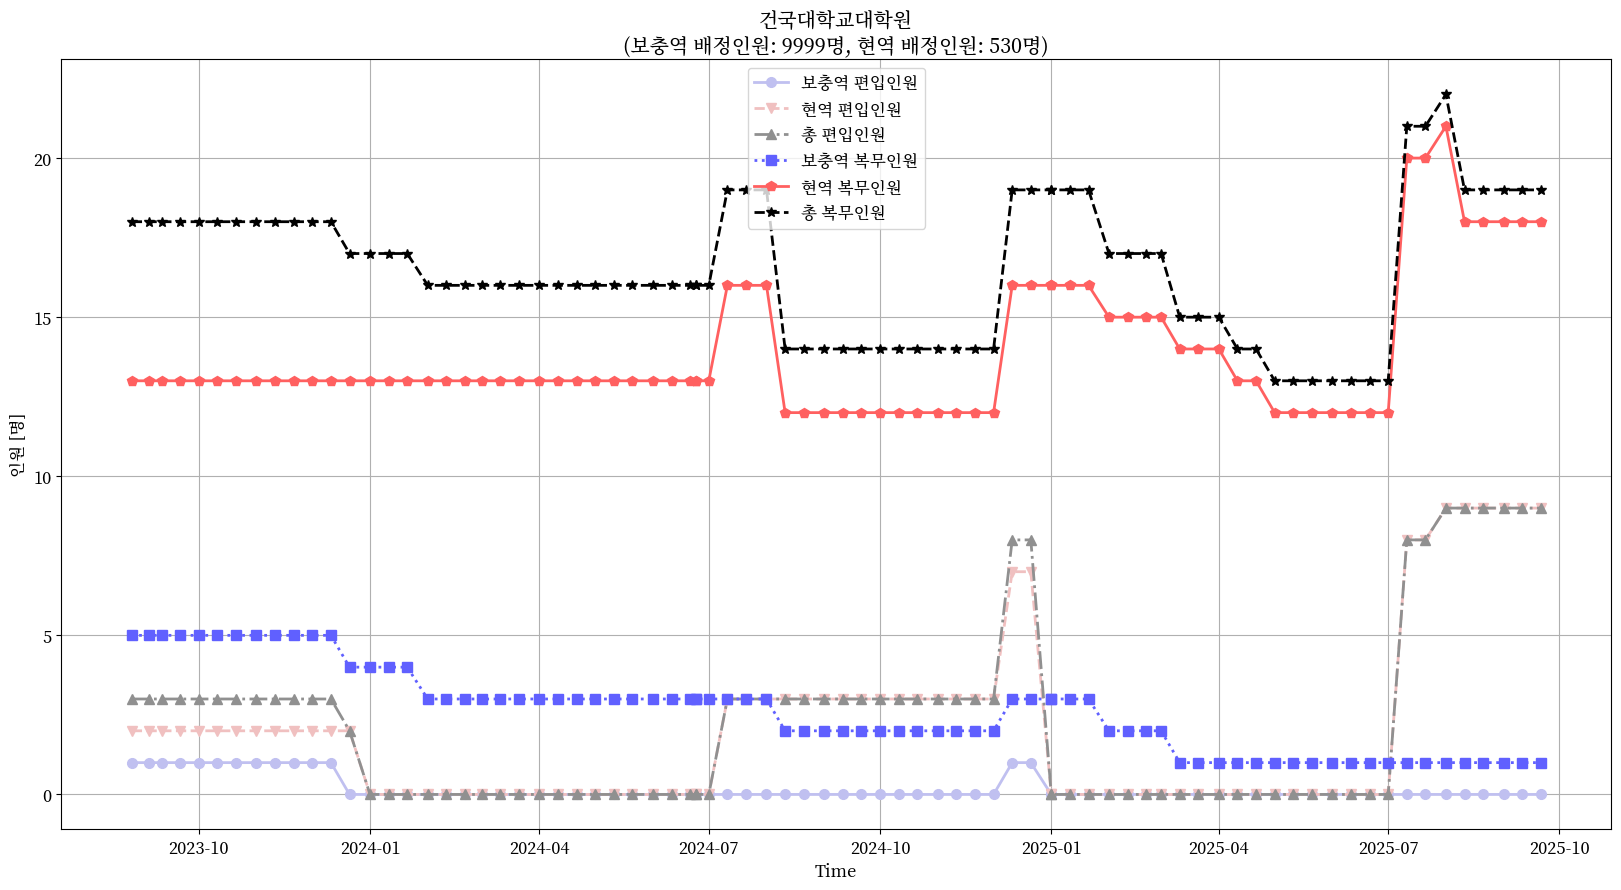 건국대학교대학원
(보충역 배정인원: 9999명, 현역 배정인원: 530명)
보충역 편입인원
현역 편입인원
총 편입인원
보충역 복무인원
현역 복무인원
총 복무인원
20
15
10
5
0
인원 [명]
2023-10
2024-01
2024-04
2024-07
2024-10
2025-01
2025-04
2025-07
2025-10
Time